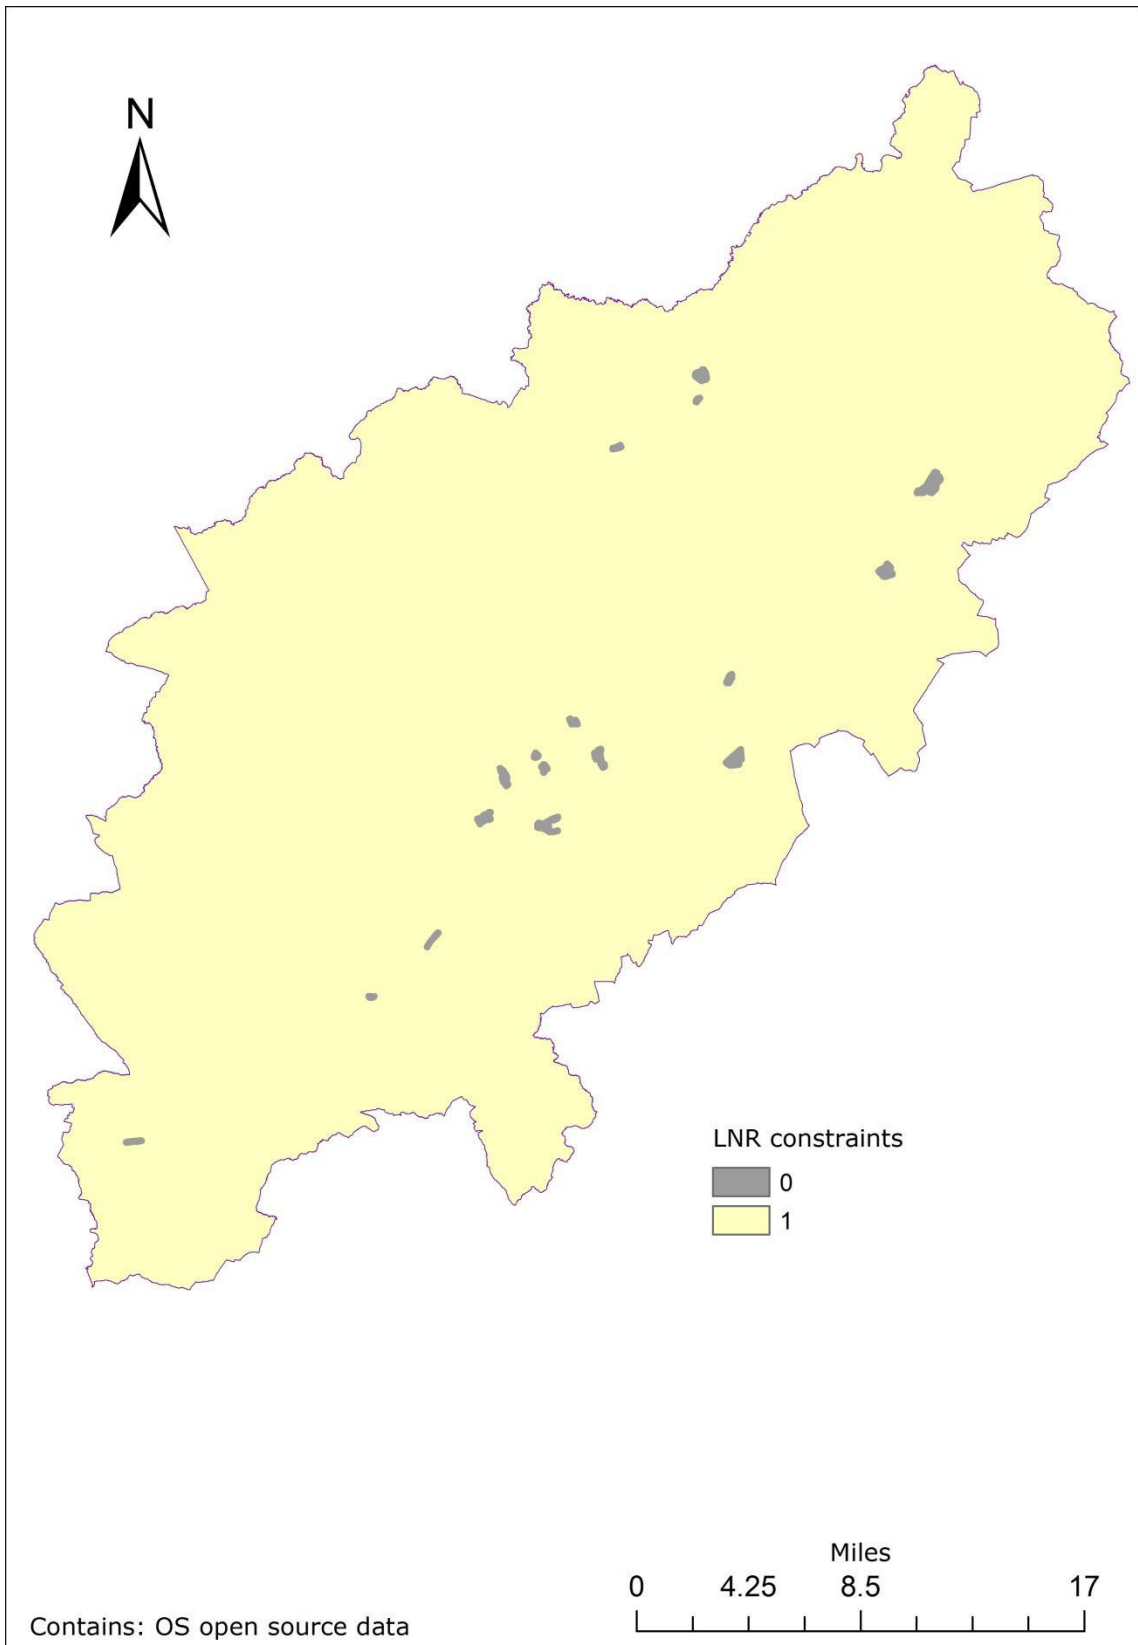 N
LNR constraints
0
1
Miles
0 4.25 8.5 17
Contains: OS open source data